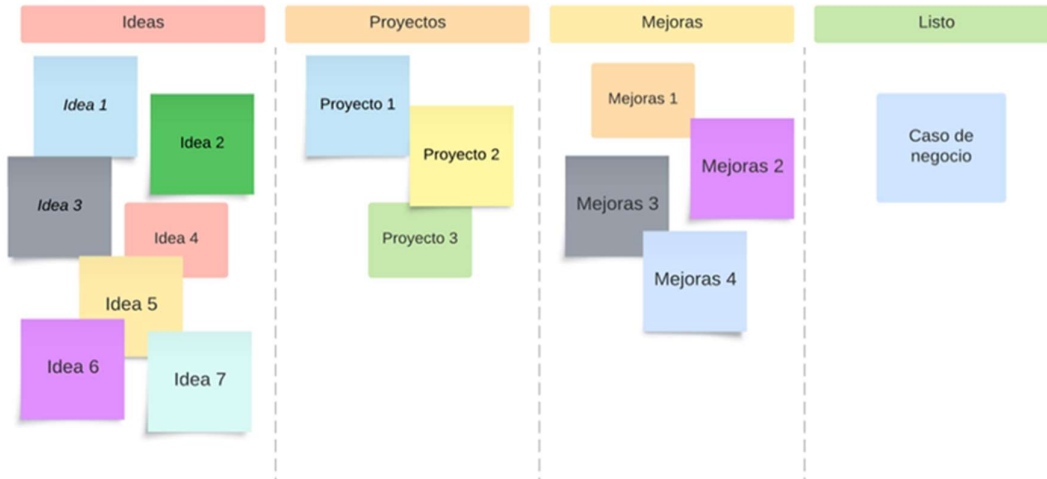 Ideas
Proyectos
Mejoras
Listo
Idea 1
Idea 2
Idea 3
Idea 4
Idea 5
Idea 6
Idea 7
Proyecto 1
Proyecto 2
Proyecto 3
Mejoras 1
Mejoras 2
Mejoras 3
Mejoras 4
Caso de
negocio